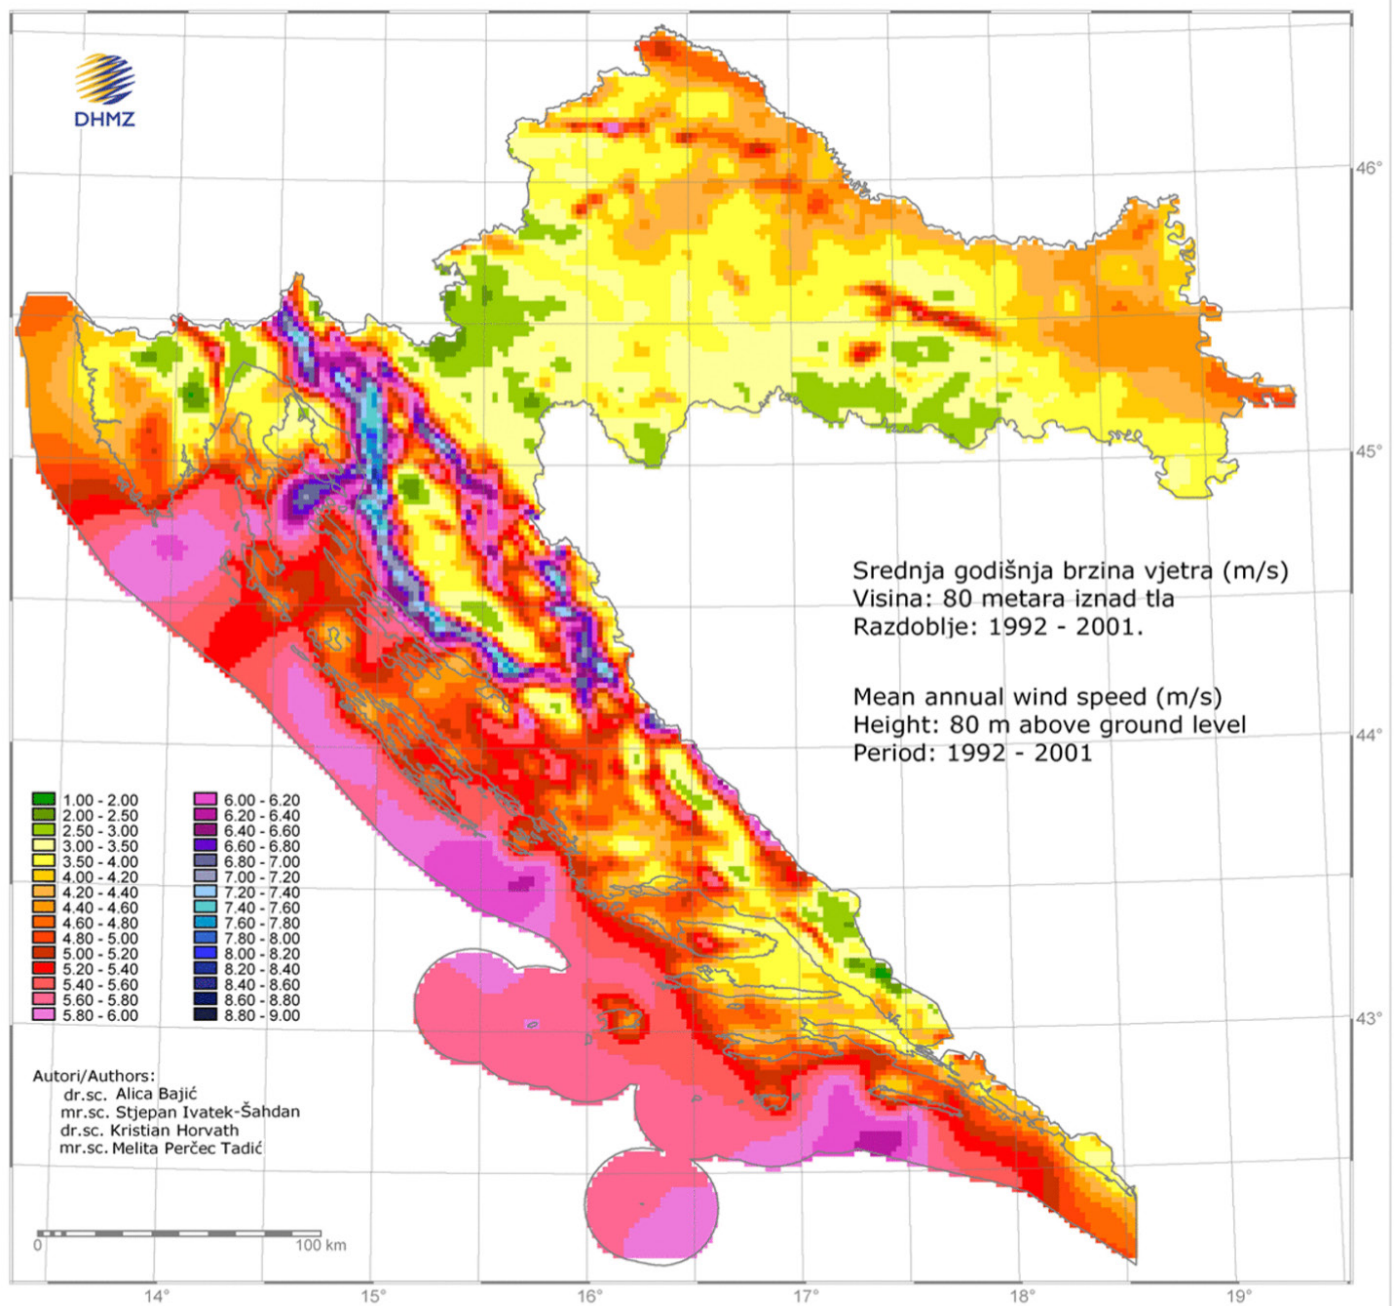 DHMZ
46°
45°
Srednja godišnja brzina vjetra (m/s)
Visina: 80 metara iznad tla
Razdoblje: 1992 - 2001.
Mean annual wind speed (m/s)
Height: 80 m above ground level
Period: 1992 - 2001
44°
1.00 - 2.00
2.00 - 2.50
2.50 - 3.00
3.00 - 3.50
3.50 - 4.00
4.00 - 4.20
4.20 - 4.40
4.40 - 4.60
4.60 - 4.80
4.80 - 5.00
5.00 - 5.20
5.20 - 5.40
5.40 - 5.60
5.60 - 5.80
5.80 - 6.00
6.00 - 6.20
6.20 - 6.40
6.40 - 6.60
6.60 - 6.80
6.80 - 7.00
7.00 - 7.20
7.20 - 7.40
7.40 - 7.60
7.60 - 7.80
7.80 - 8.00
8.00 - 8.20
8.20 - 8.40
8.40 - 8.60
8.60 - 8.80
8.80 - 9.00
43°
Autori/Authors:
dr.sc. Alica Bajić
mr.sc. Stjepan Ivatek-Šahdan
dr.sc. Kristian Horvath
mr.sc. Melita Perčec Tadić
0 100 km
14° 15° 16° 17° 18° 19°